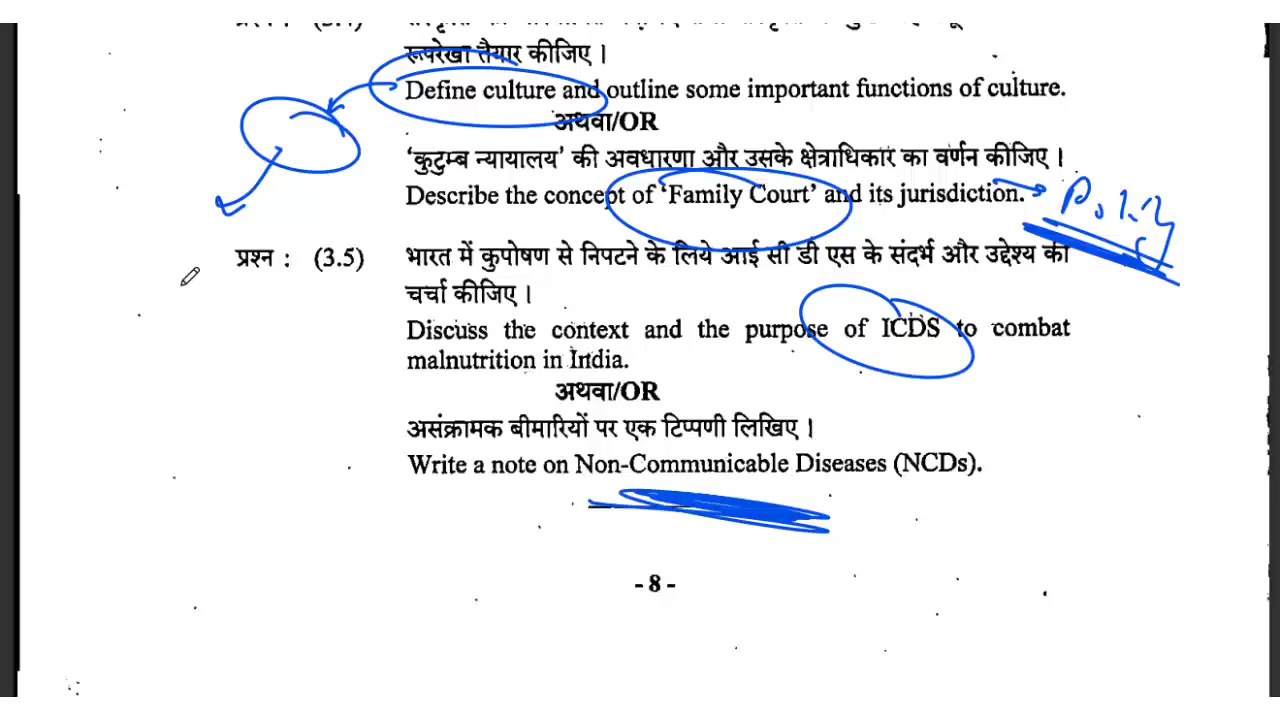 रूपरेखा तैयार कीजिए।
Define culture and outline some important functions of culture.
अथवा/OR
'कुटुम्ब न्यायालय' की अवधारणा और उसके क्षेत्राधिकार का वर्णन कीजिए।
Describe the concept of 'Family Court' and its jurisdiction.
प्रश्न : (3.5) भारत में कुपोषण से निपटने के लिये आई सी डी एस के संदर्भ और उद्देश्य की
चर्चा कीजिए।
Discuss the context and the purpose of ICDS to combat
malnutrition in India.
अथवा/OR
असंक्रामक बीमारियों पर एक टिप्पणी लिखिए।
Write a note on Non-Communicable Diseases (NCDs).
- 8 -